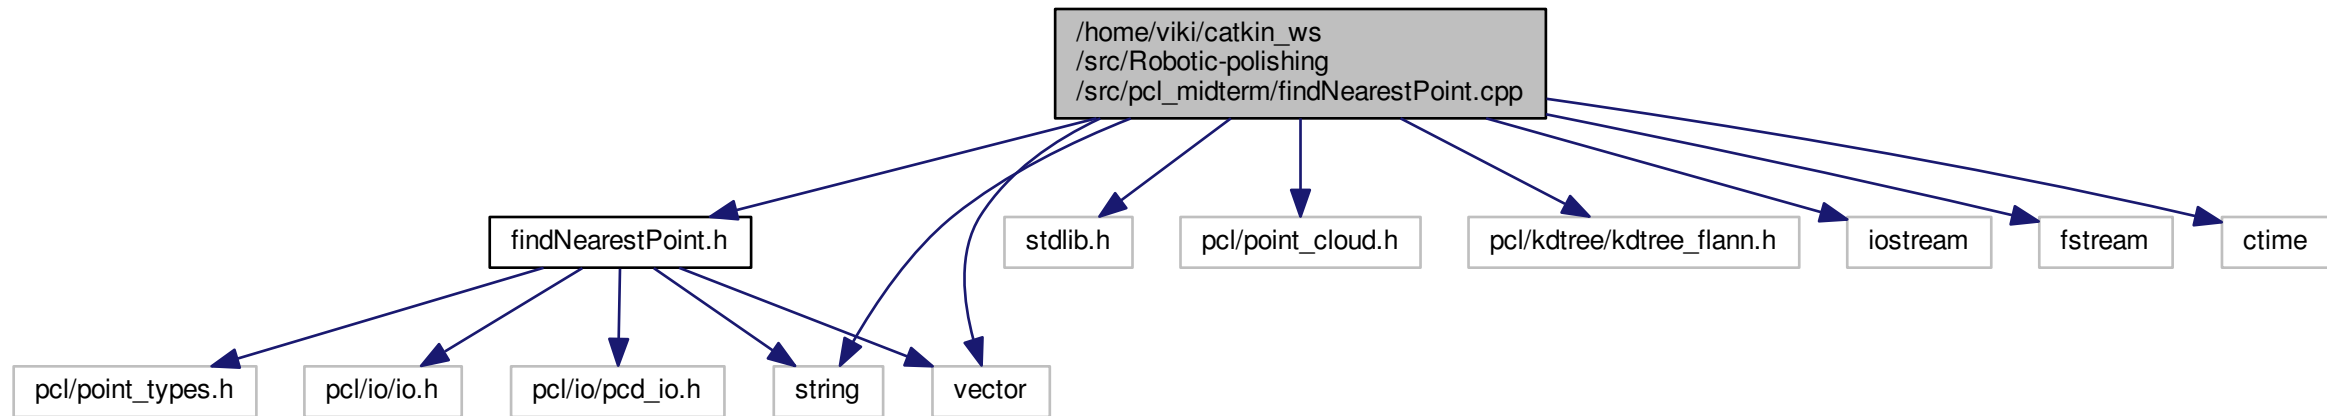 /home/viki/catkin_ws
/src/Robotic-polishing
/src/pcl_midterm/findNearestPoint.cpp
findNearestPoint.h
stdlib.h
pcl/point_cloud.h
pcl/kdtree/kdtree_flann.h
iostream
fstream
ctime
pcl/point_types.h
pcl/io/io.h
pcl/io/pcd_io.h
string
vector